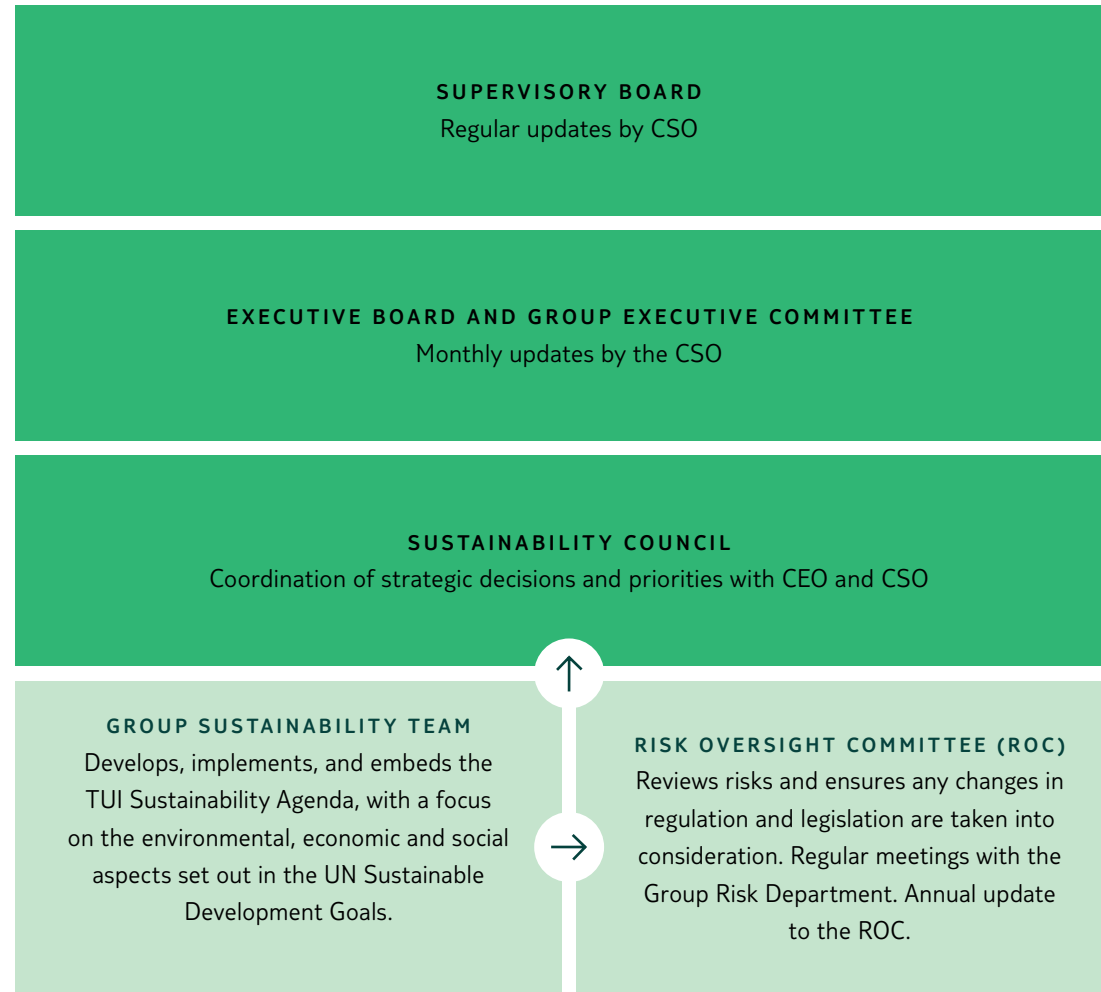 SUPERVISORY BOARD
Regular updates by CSO
EXECUTIVE BOARD AND GROUP EXECUTIVE COMMITTEE
Monthly updates by the CSO
SUSTAINABILITY COUNCIL
Coordination of strategic decisions and priorities with CEO and CSO
GROUP SUSTAINABILITY TEAM
Develops, implements, and embeds the
TUI Sustainability Agenda, with a focus
on the environmental, economic and social
aspects set out in the UN Sustainable
Development Goals.
RISK OVERSIGHT COMMITTEE (ROC)
Reviews risks and ensures any changes in
regulation and legislation are taken into
consideration. Regular meetings with the
Group Risk Department. Annual update
to the ROC.